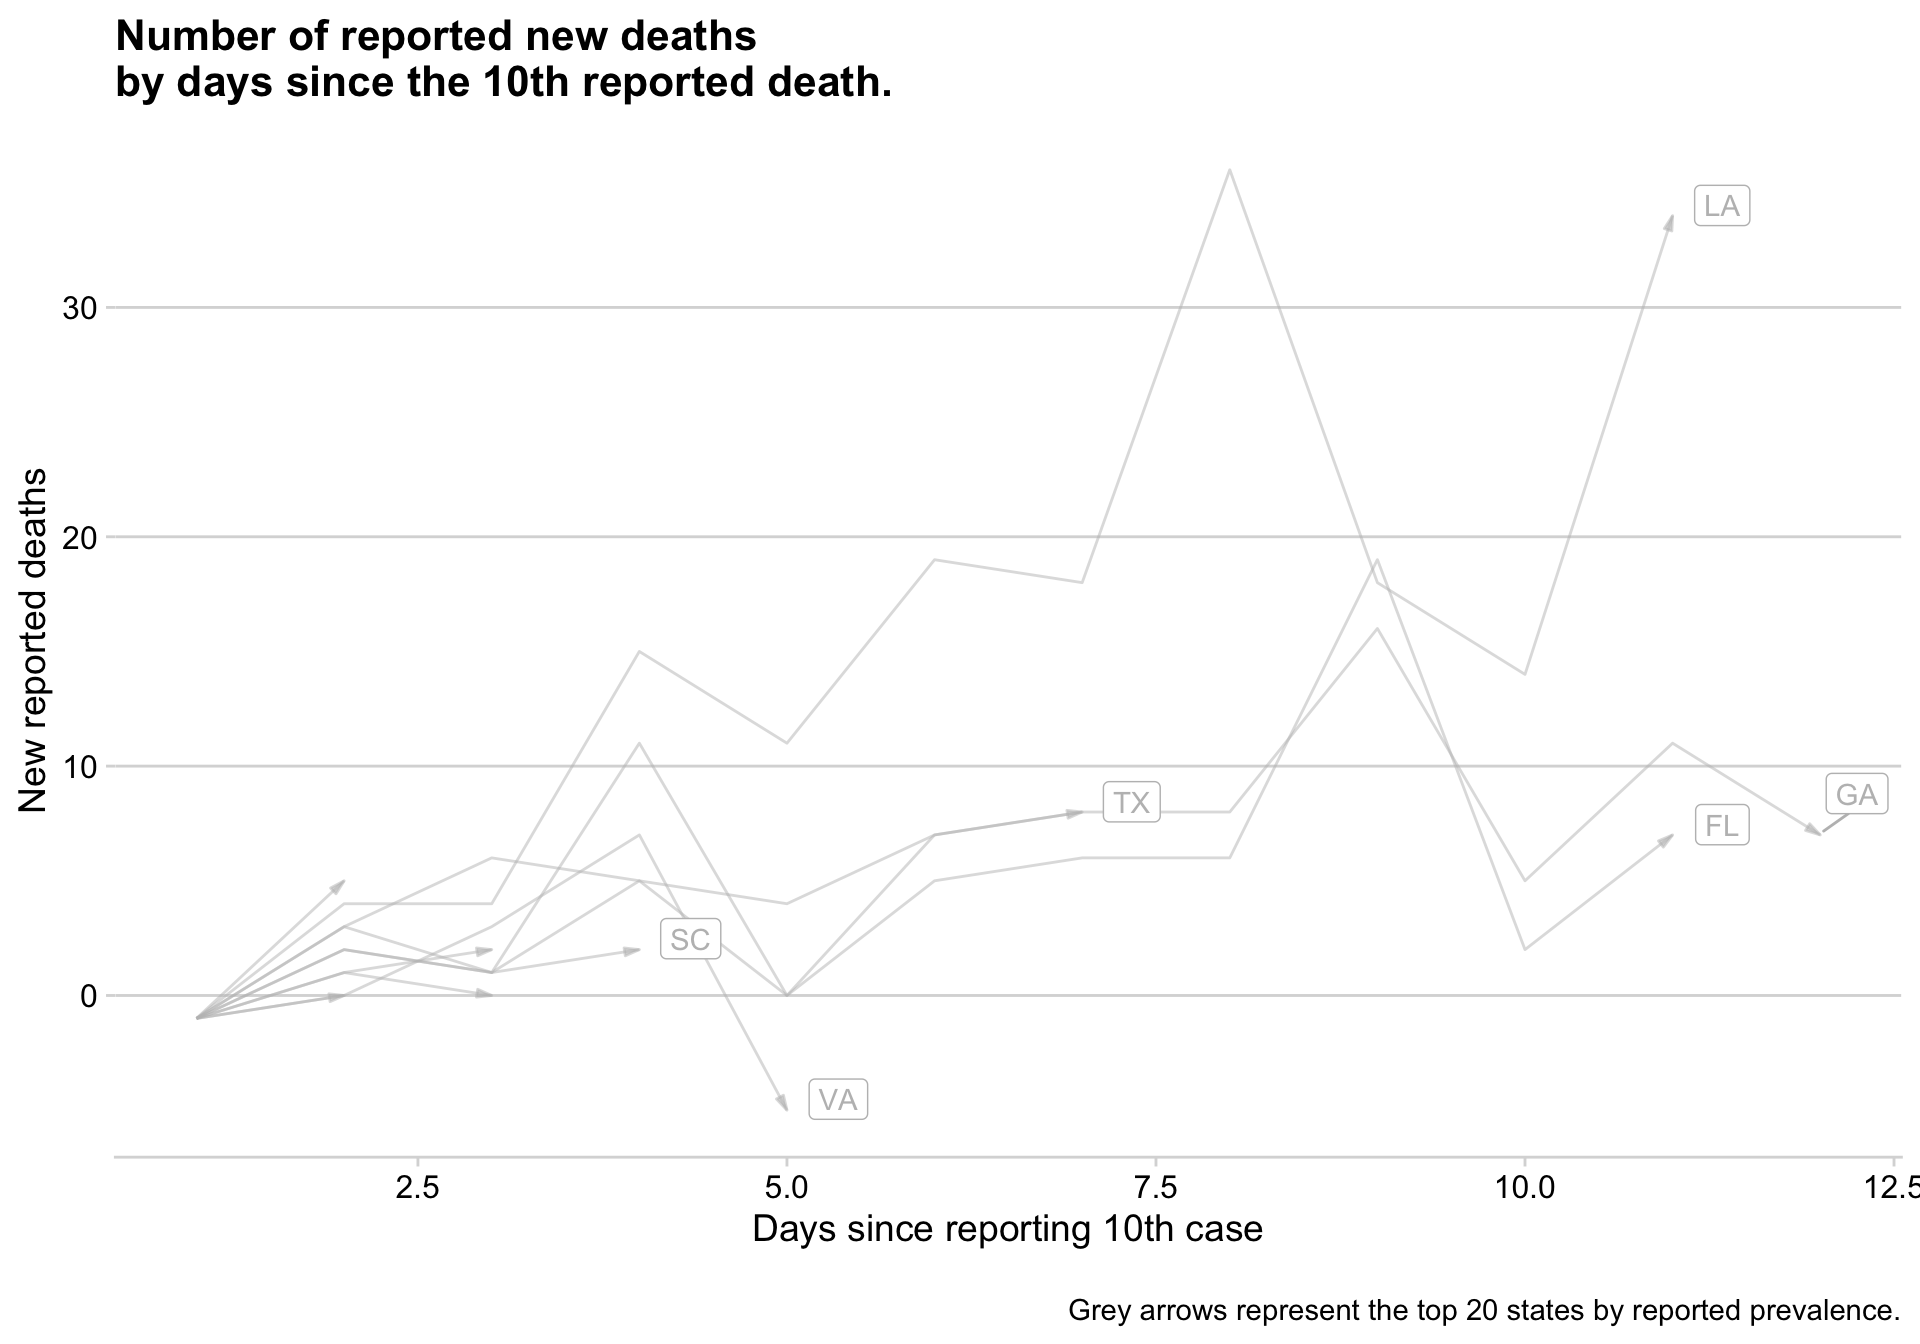 Number of reported new deaths
by days since the 10th reported death.
LA
30
20
10
0
New reported deaths
TX
GA
FL
SC
VA
2.5
5.0
7.5
10.0
12.5
Days since reporting 10th case
Grey arrows represent the top 20 states by reported prevalence.